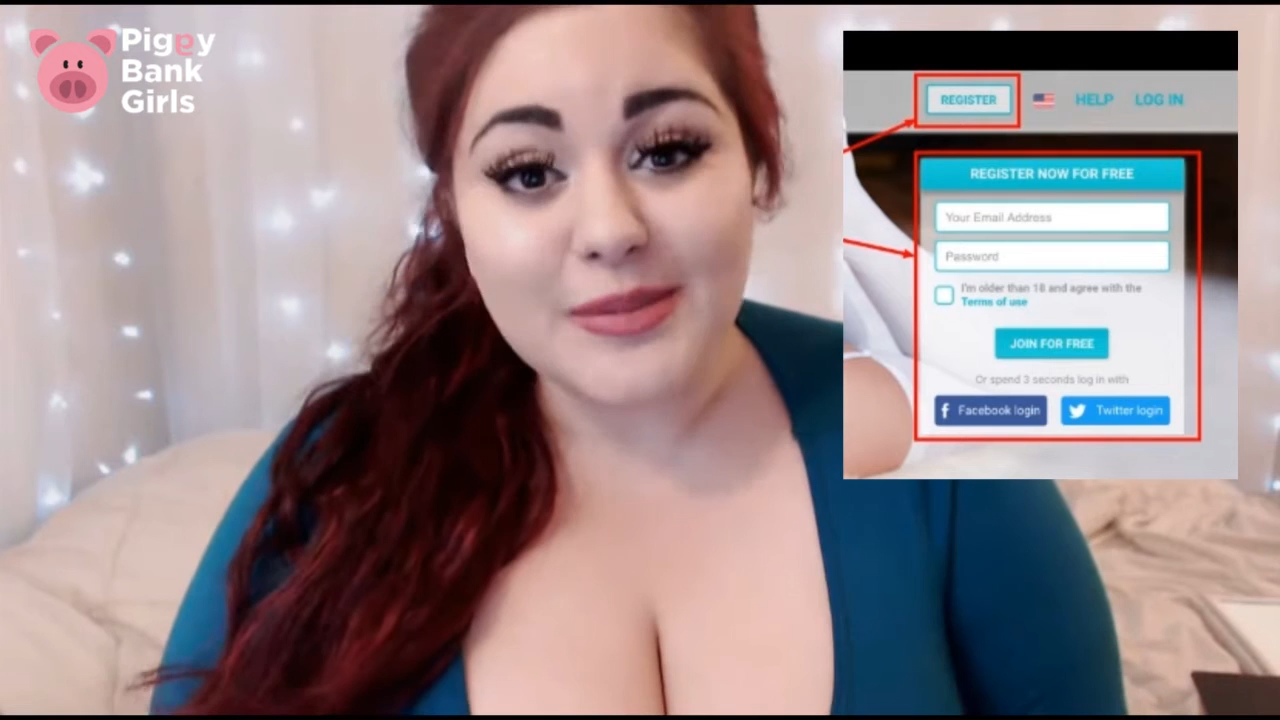 Piggy
Bank
Girls
REGISTER
HELP
LOG IN
REGISTER NOW FOR FREE
Your Email Address
Password
I'm older than 18 and agree with the
Terms of use
JOIN FOR FREE
Or spend 3 seconds log in with
f Facebook login
Twitter login